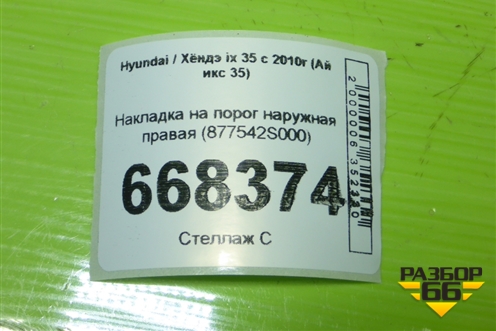 Hyundai / Хёндэ ix 35 с 2010г (Ай
икс 35)
Накладка на порог наружная
правая (877542S000)
668374
Стеллаж С
РАЗБОР
66